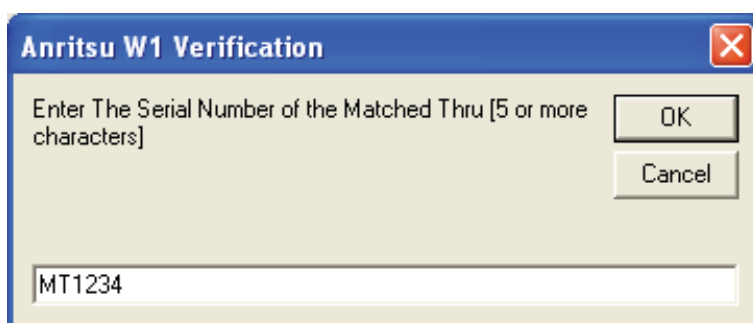 Anritsu W1 Verification
Enter The Serial Number of the Matched Thru [5 or more
characters]
OK
Cancel
MT1234